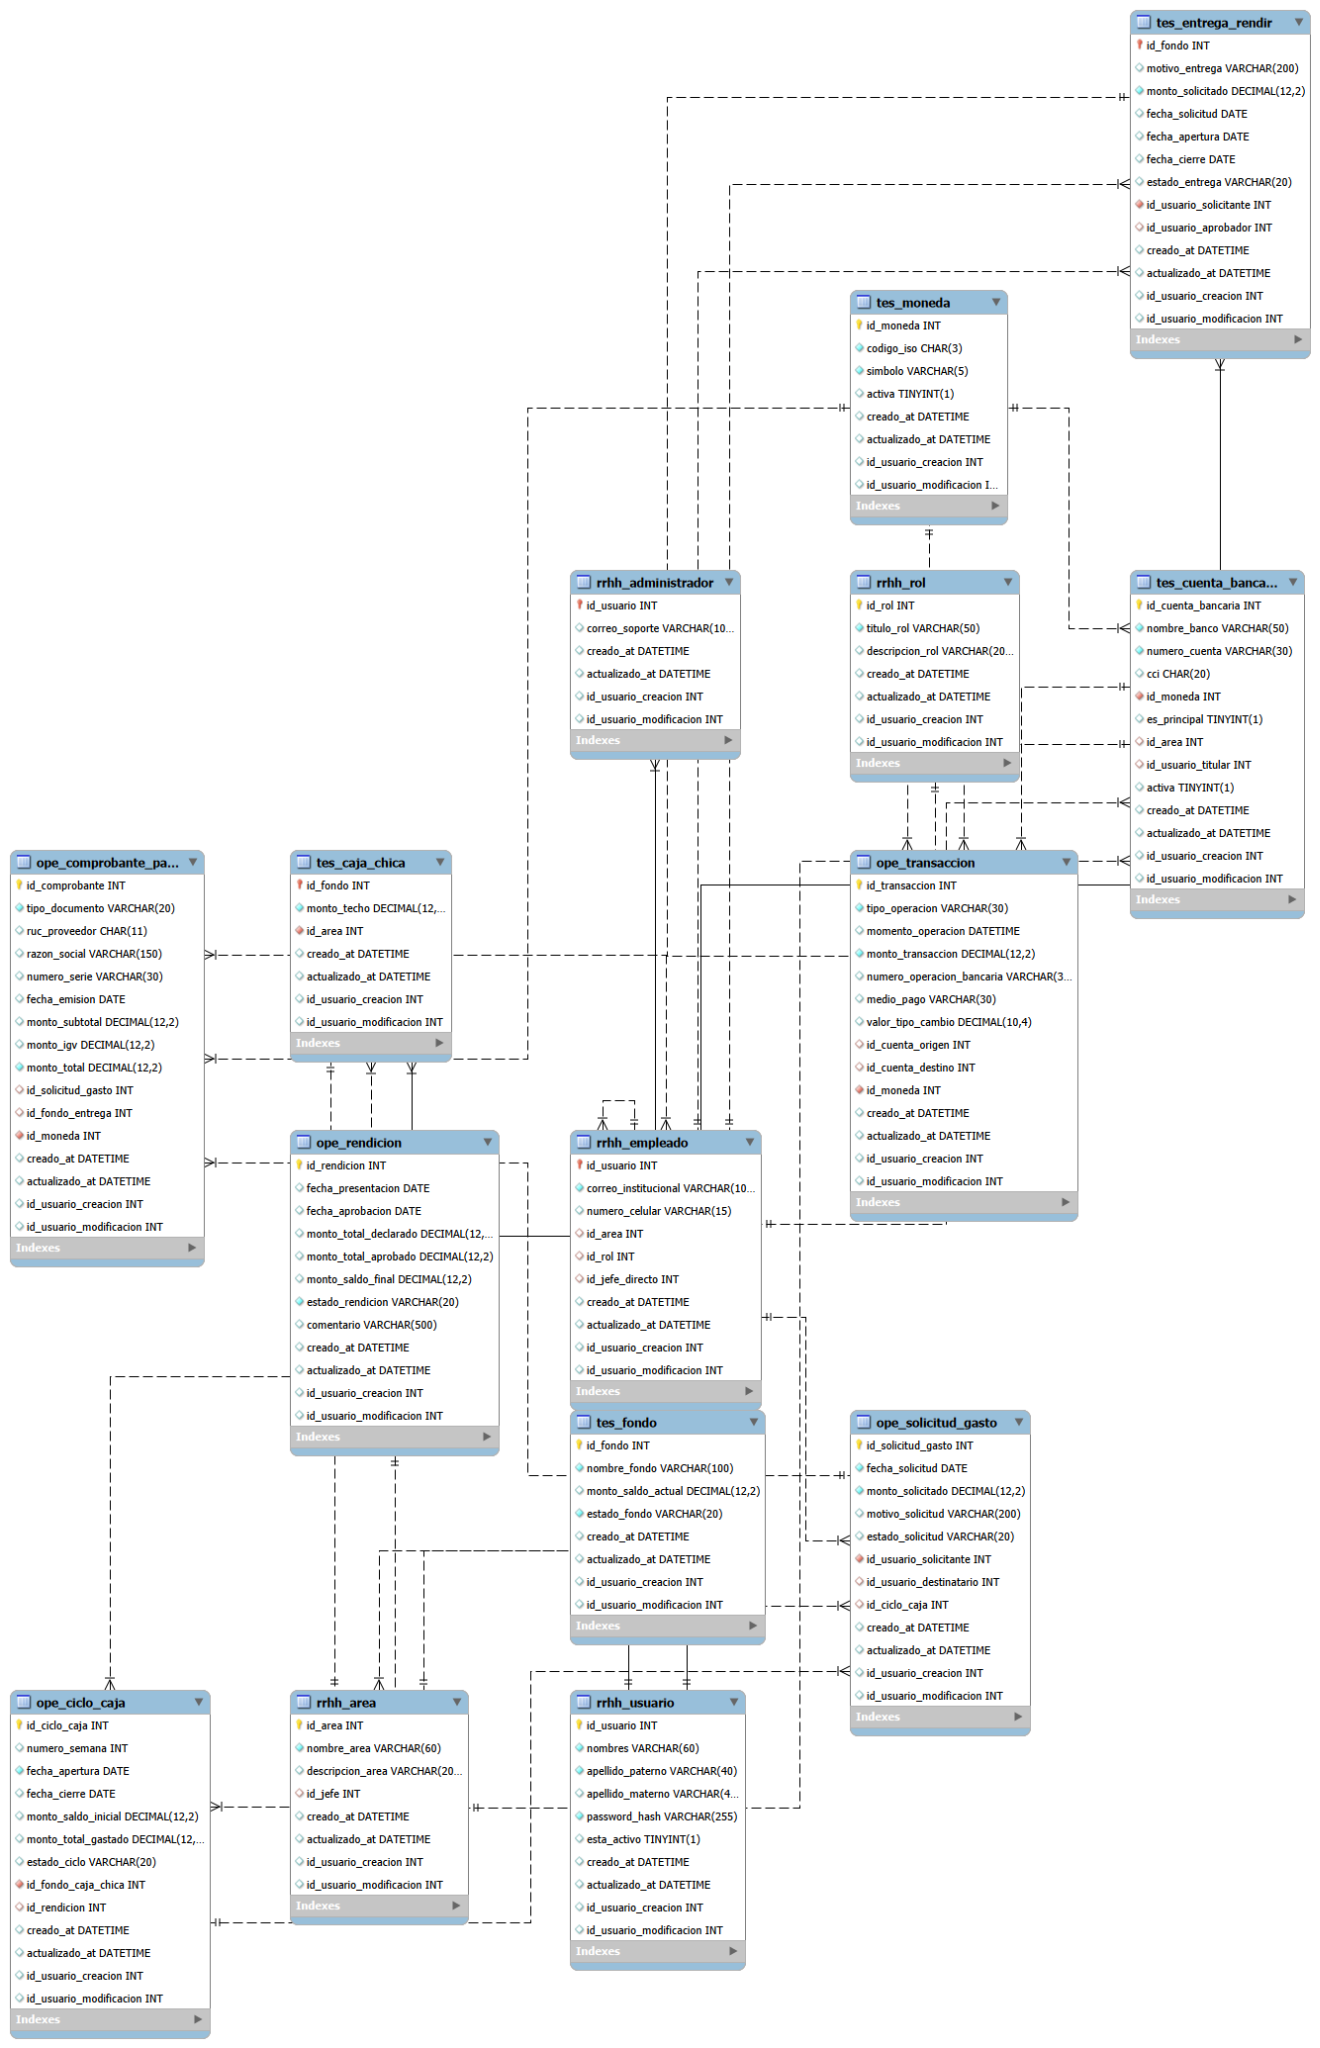 tes_entrega_rendir
id_fondo INT
motivo_entrega VARCHAR(200)
monto_solicitado DECIMAL(12,2)
fecha_solicitud DATE
fecha_apertura DATE
fecha_cierre DATE
estado_entrega VARCHAR(20)
id_usuario_solicitante INT
id_usuario_aprobador INT
creado_at DATETIME
actualizado_at DATETIME
id_usuario_creacion INT
id_usuario_modificacion INT
Indexes
tes_moneda
id_moneda INT
codigo_iso CHAR(3)
simbolo VARCHAR(5)
activa TINYINT(1)
creado_at DATETIME
actualizado_at DATETIME
id_usuario_creacion INT
id_usuario_modificacion I...
Indexes
rrhh_administrador
id_usuario INT
correo_soporte VARCHAR(10...
creado_at DATETIME
actualizado_at DATETIME
id_usuario_creacion INT
id_usuario_modificacion INT
Indexes
rrhh_rol
id_rol INT
titulo_rol VARCHAR(50)
descripcion_rol VARCHAR(20...
creado_at DATETIME
actualizado_at DATETIME
id_usuario_creacion INT
id_usuario_modificacion INT
Indexes
tes_cuenta_banca...
id_cuenta_bancaria INT
nombre_banco VARCHAR(50)
numero_cuenta VARCHAR(30)
cci CHAR(20)
id_moneda INT
es_principal TINYINT(1)
id_area INT
id_usuario_titular INT
activa TINYINT(1)
creado_at DATETIME
actualizado_at DATETIME
id_usuario_creacion INT
id_usuario_modificacion INT
Indexes
ope_comprobante_pa...
id_comprobante INT
tipo_documento VARCHAR(20)
ruc_proveedor CHAR(11)
razon_social VARCHAR(150)
numero_serie VARCHAR(30)
fecha_emision DATE
monto_subtotal DECIMAL(12,2)
monto_igv DECIMAL(12,2)
monto_total DECIMAL(12,2)
id_solicitud_gasto INT
id_fondo_entrega INT
id_moneda INT
creado_at DATETIME
actualizado_at DATETIME
id_usuario_creacion INT
id_usuario_modificacion INT
Indexes
tes_caja_chica
id_fondo INT
monto_techo DECIMAL(12,...
id_area INT
creado_at DATETIME
actualizado_at DATETIME
id_usuario_creacion INT
id_usuario_modificacion INT
Indexes
ope_transaccion
id_transaccion INT
tipo_operacion VARCHAR(30)
momento_operacion DATETIME
monto_transaccion DECIMAL(12,2)
numero_operacion_bancaria VARCHAR(3...
medio_pago VARCHAR(30)
valor_tipo_cambio DECIMAL(10,4)
id_cuenta_origen INT
id_cuenta_destino INT
id_moneda INT
creado_at DATETIME
actualizado_at DATETIME
id_usuario_creacion INT
id_usuario_modificacion INT
Indexes
ope_rendicion
id_rendicion INT
fecha_presentacion DATE
fecha_aprobacion DATE
monto_total_declarado DECIMAL(12,...
monto_total_aprobado DECIMAL(12,2)
monto_saldo_final DECIMAL(12,2)
estado_rendicion VARCHAR(20)
comentario VARCHAR(500)
creado_at DATETIME
actualizado_at DATETIME
id_usuario_creacion INT
id_usuario_modificacion INT
Indexes
rrhh_empleado
id_usuario INT
correo_institucional VARCHAR(10...
numero_celular VARCHAR(15)
id_area INT
id_rol INT
id_jefe_directo INT
creado_at DATETIME
actualizado_at DATETIME
id_usuario_creacion INT
id_usuario_modificacion INT
Indexes
tes_fondo
id_fondo INT
nombre_fondo VARCHAR(100)
monto_saldo_actual DECIMAL(12,2)
estado_fondo VARCHAR(20)
creado_at DATETIME
actualizado_at DATETIME
id_usuario_creacion INT
id_usuario_modificacion INT
Indexes
ope_solicitud_gasto
id_solicitud_gasto INT
fecha_solicitud DATE
monto_solicitado DECIMAL(12,2)
motivo_solicitud VARCHAR(200)
estado_solicitud VARCHAR(20)
id_usuario_solicitante INT
id_usuario_destinatario INT
id_ciclo_caja INT
creado_at DATETIME
actualizado_at DATETIME
id_usuario_creacion INT
id_usuario_modificacion INT
Indexes
ope_ciclo_caja
id_ciclo_caja INT
numero_semana INT
fecha_apertura DATE
fecha_cierre DATE
monto_saldo_inicial DECIMAL(12,2)
monto_total_gastado DECIMAL(12,...
estado_ciclo VARCHAR(20)
id_fondo_caja_chica INT
id_rendicion INT
creado_at DATETIME
actualizado_at DATETIME
id_usuario_creacion INT
id_usuario_modificacion INT
Indexes
rrhh_area
id_area INT
nombre_area VARCHAR(60)
descripcion_area VARCHAR(20...
id_jefe INT
creado_at DATETIME
actualizado_at DATETIME
id_usuario_creacion INT
id_usuario_modificacion INT
Indexes
rrhh_usuario
id_usuario INT
nombres VARCHAR(60)
apellido_paterno VARCHAR(40)
apellido_materno VARCHAR(4...
password_hash VARCHAR(255)
esta_activo TINYINT(1)
creado_at DATETIME
actualizado_at DATETIME
id_usuario_creacion INT
id_usuario_modificacion INT
Indexes